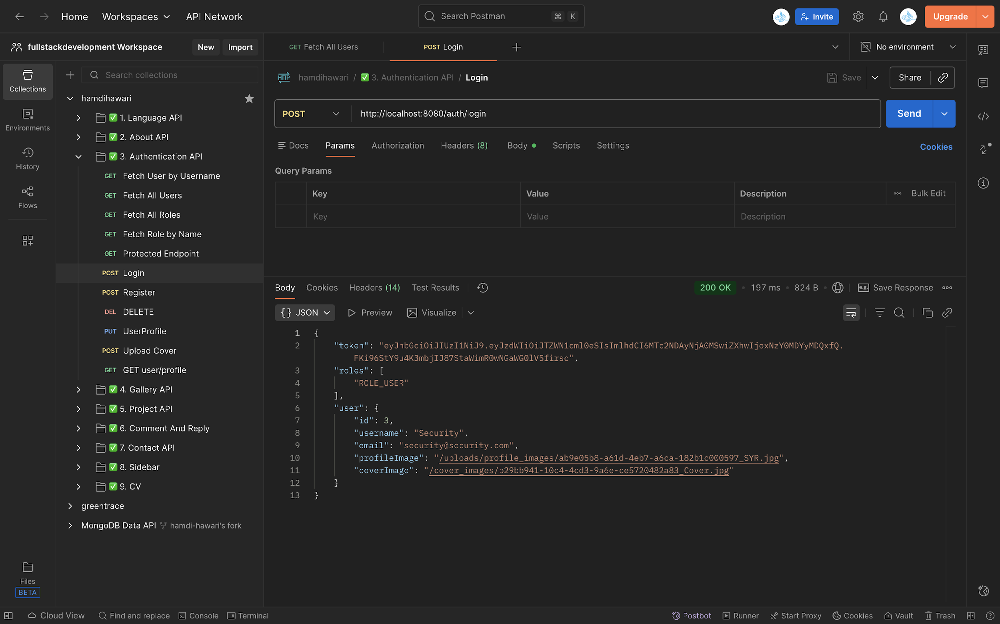 Home Workspaces API Network
Search Postman ⌘ K
Invite
Upgrade
fullstackdevelopment Workspace New Import
Collections
Environments
History
Flows
Files
BETA
Search collections
hamdihawari
✅ 1. Language API
✅ 2. About API
✅ 3. Authentication API
GET Fetch User by Username
GET Fetch All Users
GET Fetch All Roles
GET Fetch Role by Name
GET Protected Endpoint
POST Login
POST Register
DEL DELETE
PUT UserProfile
POST Upload Cover
GET GET user/profile
✅ 4. Gallery API
✅ 5. Project API
✅ 6. Comment And Reply
✅ 7. Contact API
✅ 8. Sidebar
✅ 9. CV
greentrace
MongoDB Data API hamdi-hawari's fork
GET Fetch All Users
POST Login
No environment
HTTP hamdihawari / ✅ 3. Authentication API / Login
Save Share
POST http://localhost:8080/auth/login
Send
Docs Params Authorization Headers (8) Body Scripts Settings
Cookies
Query Params
Key Value Description ••• Bulk Edit
Key Value Description
Body Cookies Headers (14) Test Results
200 OK • 197 ms • 824 B • e.g. Save Response •••
{} JSON Preview Visualize
1 {
2 "token": "eyJhbGciOiJIUzI1NiJ9.eyJzdWIiOiJTZWN1cml0eSIsImlhdCI6MTc2NDAyNjA0MSwiZXhwIjoxNzY0MDYyMDQxfQ.
FKi96StY9u4K3mbjIJ87StaWimR0wNGaWG0lV5firsc",
3 "roles": [
4 "ROLE_USER"
5 ],
6 "user": {
7 "id": 3,
8 "username": "Security",
9 "email": "security@security.com",
10 "profileImage": "/uploads/profile_images/ab9e05b8-a61d-4eb7-a6ca-182b1c000597_SYR.jpg",
11 "coverImage": "/cover_images/b29bb941-10c4-4cd3-9a6e-ce5720482a83_Cover.jpg"
12 }
13 }
Cloud View Find and replace Console Terminal
Postbot Runner Start Proxy Cookies Vault Trash